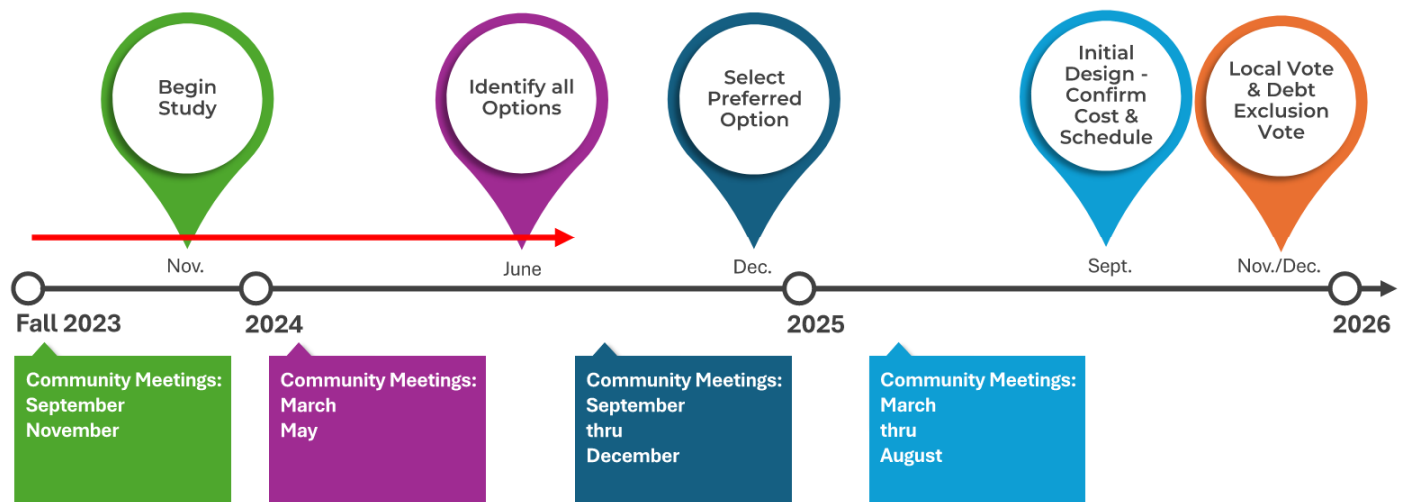 Begin
Study
Identify all
Options
Select
Preferred
Option
Initial
Design -
Confirm
Cost &
Schedule
Local Vote
& Debt
Exclusion
Vote
Nov.
June
Dec.
Sept.
Nov./Dec.
Fall 2023
2024
2025
2026
Community Meetings:
September
November
Community Meetings:
March
May
Community Meetings:
September
thru
December
Community Meetings:
March
thru
August